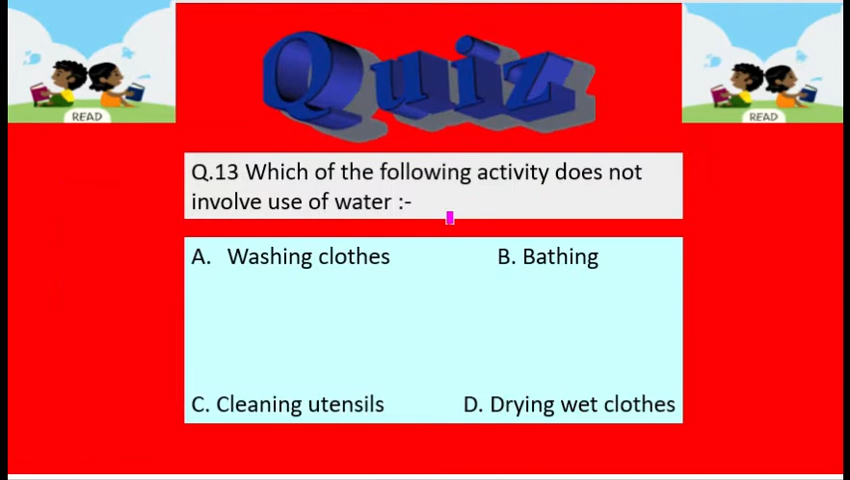 READ
Quiz
READ
Q.13 Which of the following activity does not
involve use of water :-
A. Washing clothes
B. Bathing
C. Cleaning utensils
D. Drying wet clothes